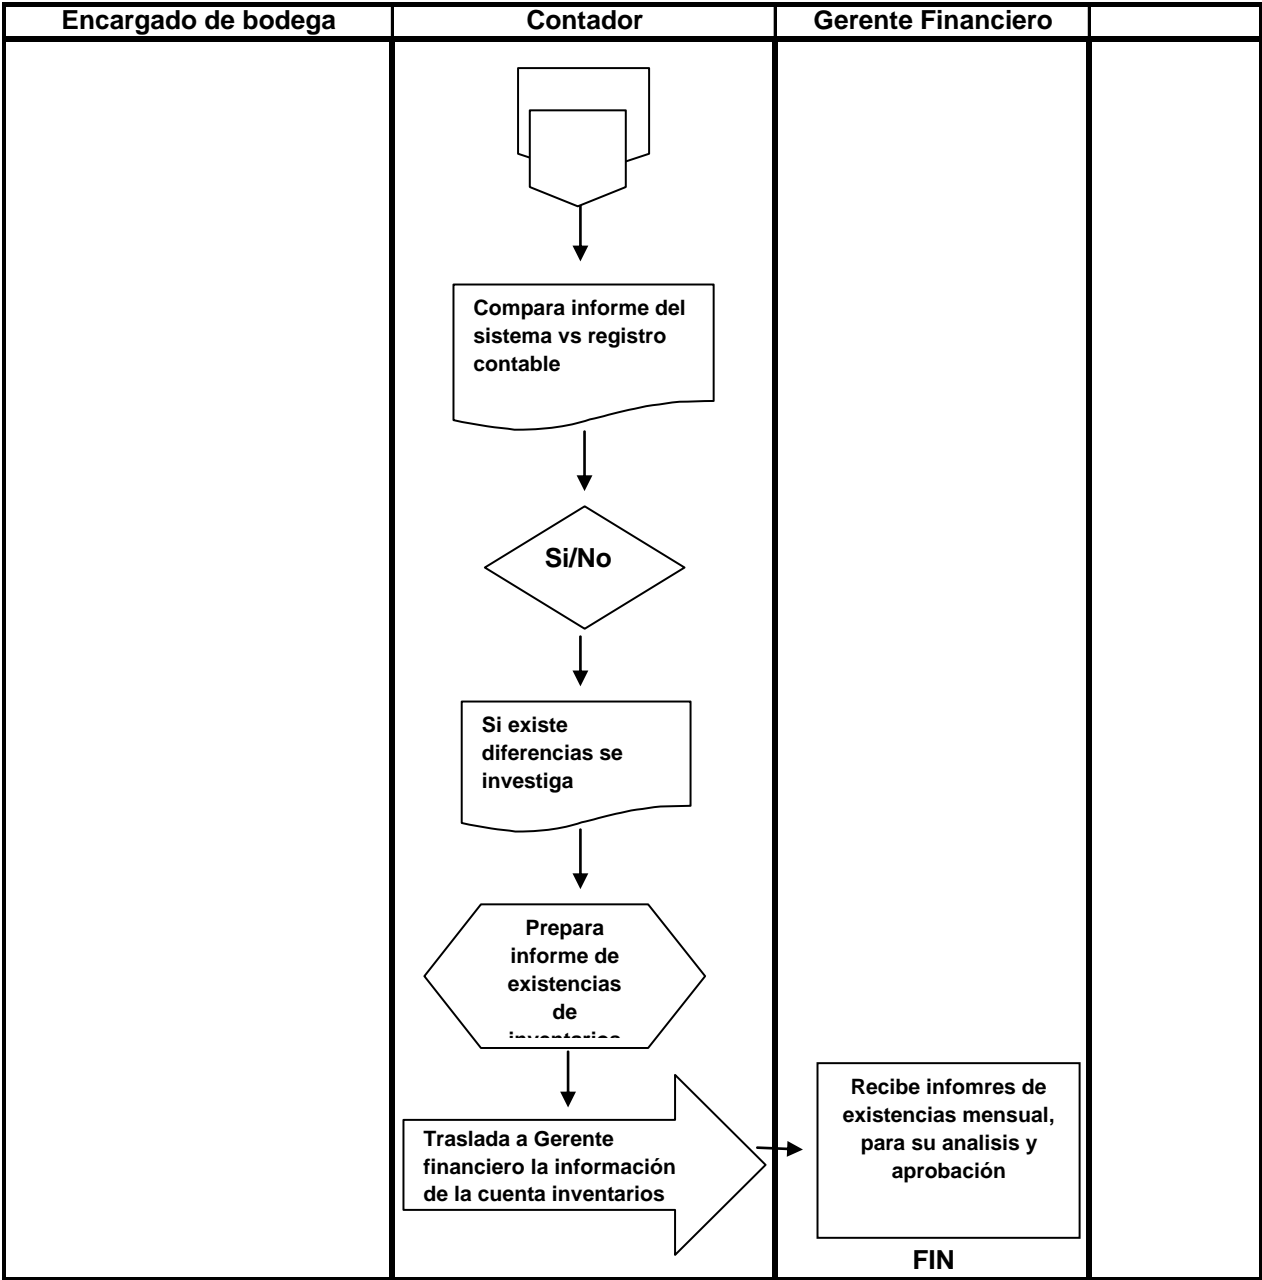 Encargado de bodega
Contador
Gerente Financiero
Compara informe del
sistema vs registro
contable
Si/No
Si existe
diferencias se
investiga
Prepara
informe de
existencias
de
inventarios
Traslada a Gerente
financiero la información
de la cuenta inventarios
Recibe infomres de
existencias mensual,
para su analisis y
aprobación
FIN